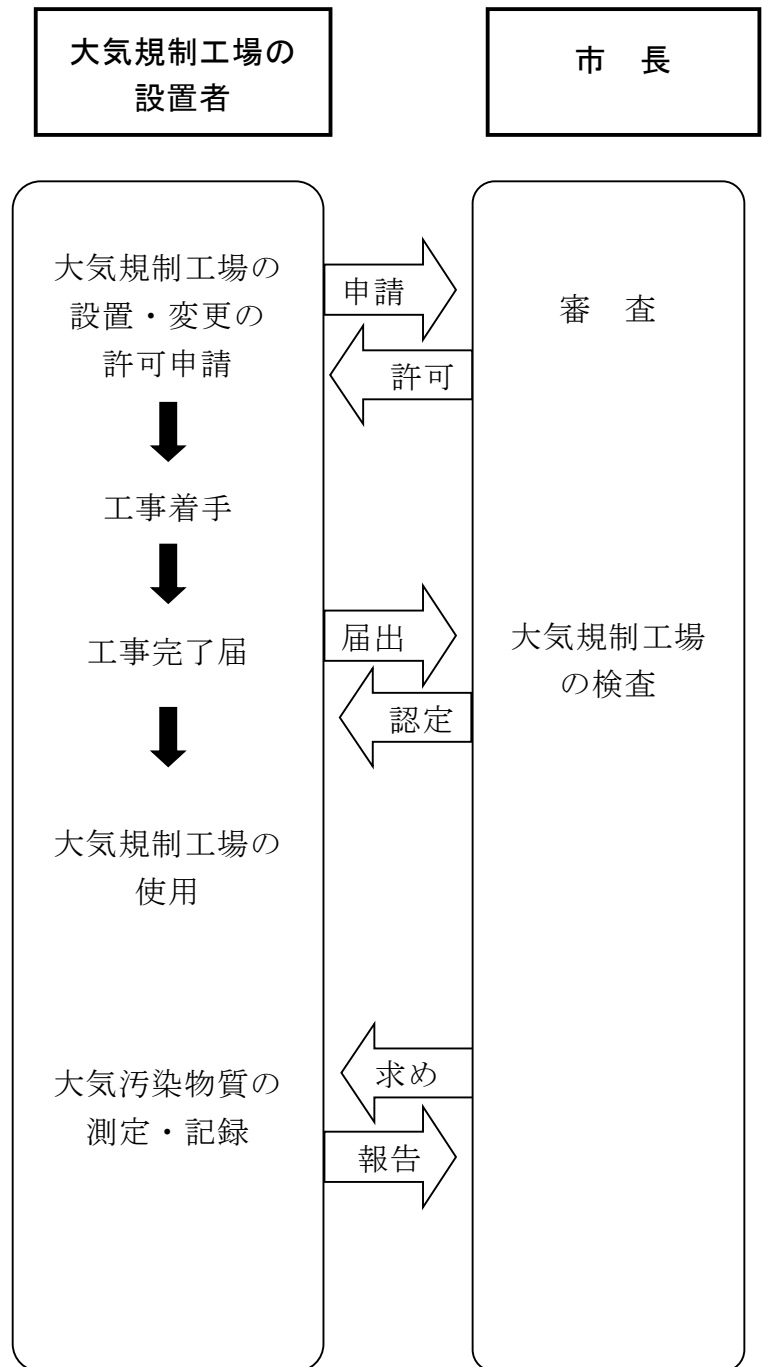 大気規制工場の
設置者
市　長
大気規制工場の
設置・変更の
許可申請
申請
審　査
許可
工事着手
工事完了届
届出
大気規制工場
の検査
認定
大気規制工場の
使用
大気汚染物質の
測定・記録
求め
報告